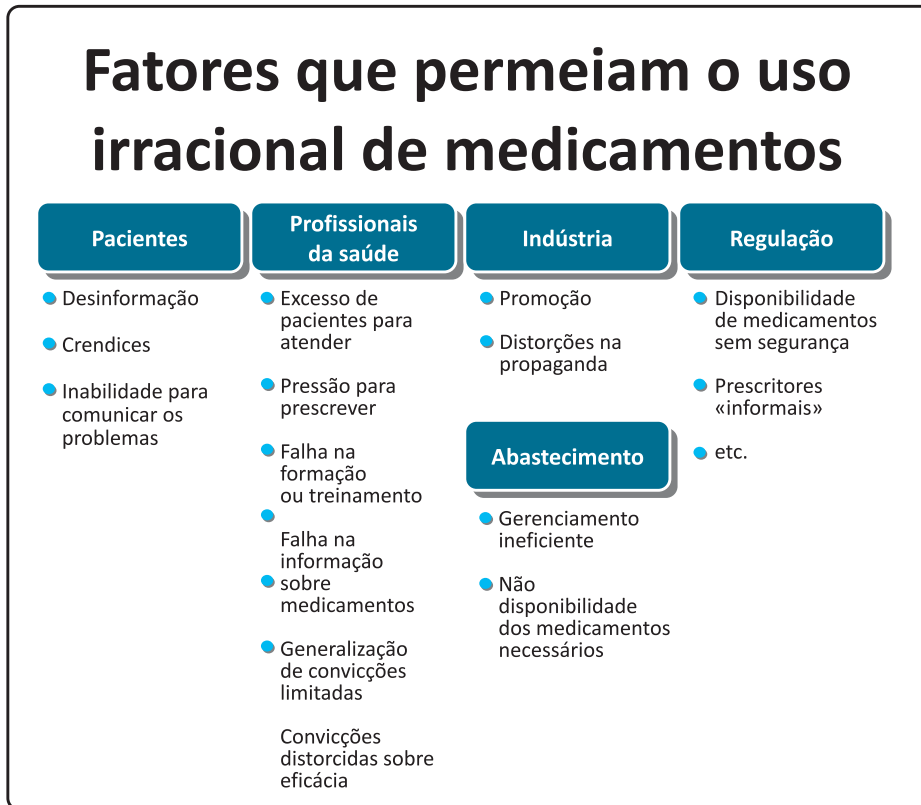 Fatores que permeiam o uso
irracional de medicamentos
Pacientes
Desinformação
Crendices
Inabilidade para
comunicar os
problemas
Profissionais
da saúde
Excesso de
pacientes para
atender
Pressão para
prescrever
Falha na
formação
ou treinamento
Falha na
informação
sobre
medicamentos
Generalização
de convicções
limitadas
Convicções
distorcidas sobre
eficácia
Indústria
Promoção
Distorções na
propaganda
Abastecimento
Gerenciamento
ineficiente
Não
disponibilidade
dos medicamentos
necessários
Regulação
Disponibilidade
de medicamentos
sem segurança
Prescritores
«informais»
etc.